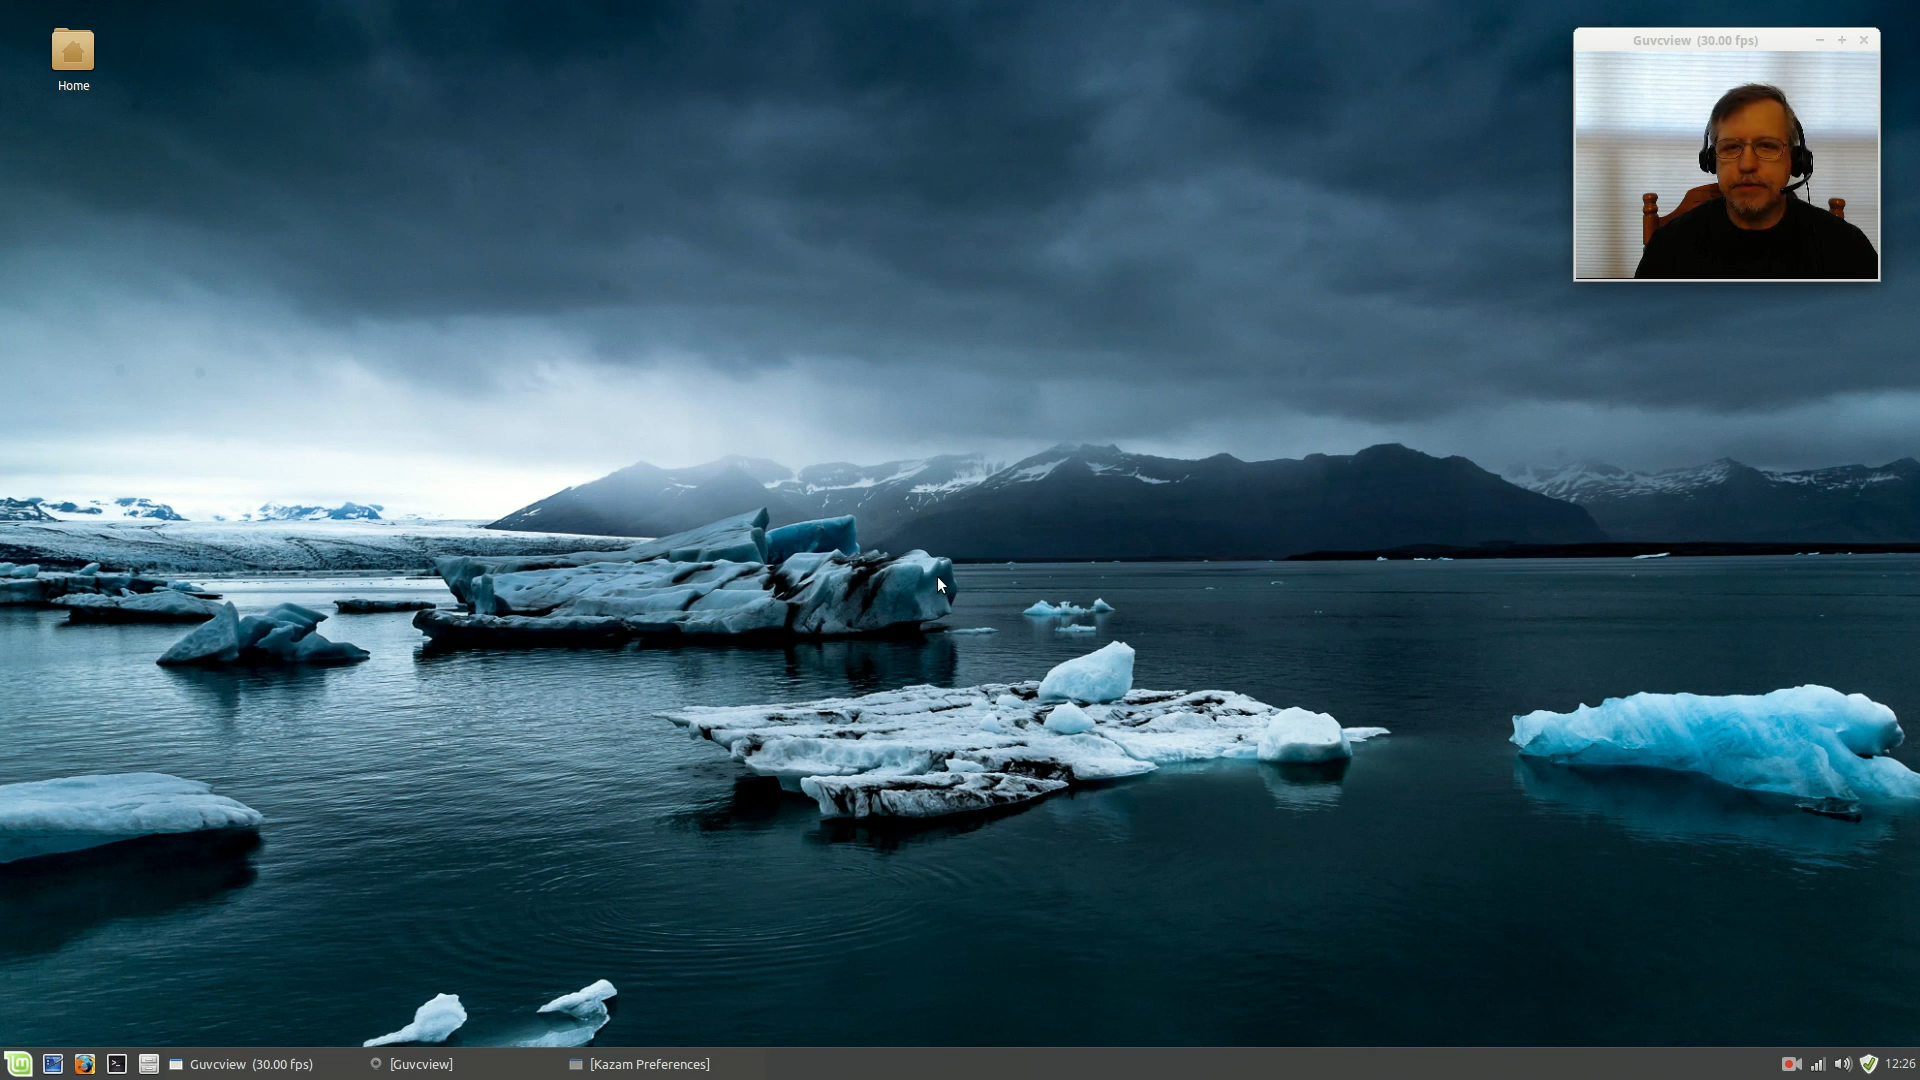 Home
Guvcview (30.00 fps)
Guvcview (30.00 fps)
[Guvcview]
[Kazam Preferences]
12:26